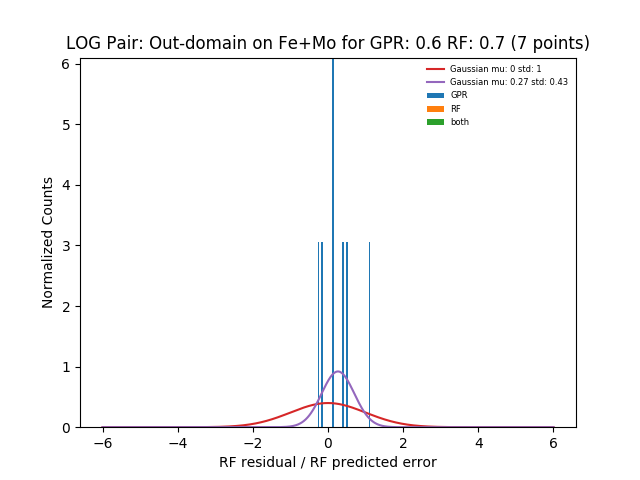 LOG Pair: Out-domain on Fe+Mo for GPR: 0.6 RF: 0.7 (7 points)
Gaussian mu: 0 std: 1
Gaussian mu: 0.27 std: 0.43
GPR
RF
both
Normalized Counts
6
5
4
3
2
1
0
−6 −4 −2 0 2 4 6
RF residual / RF predicted error